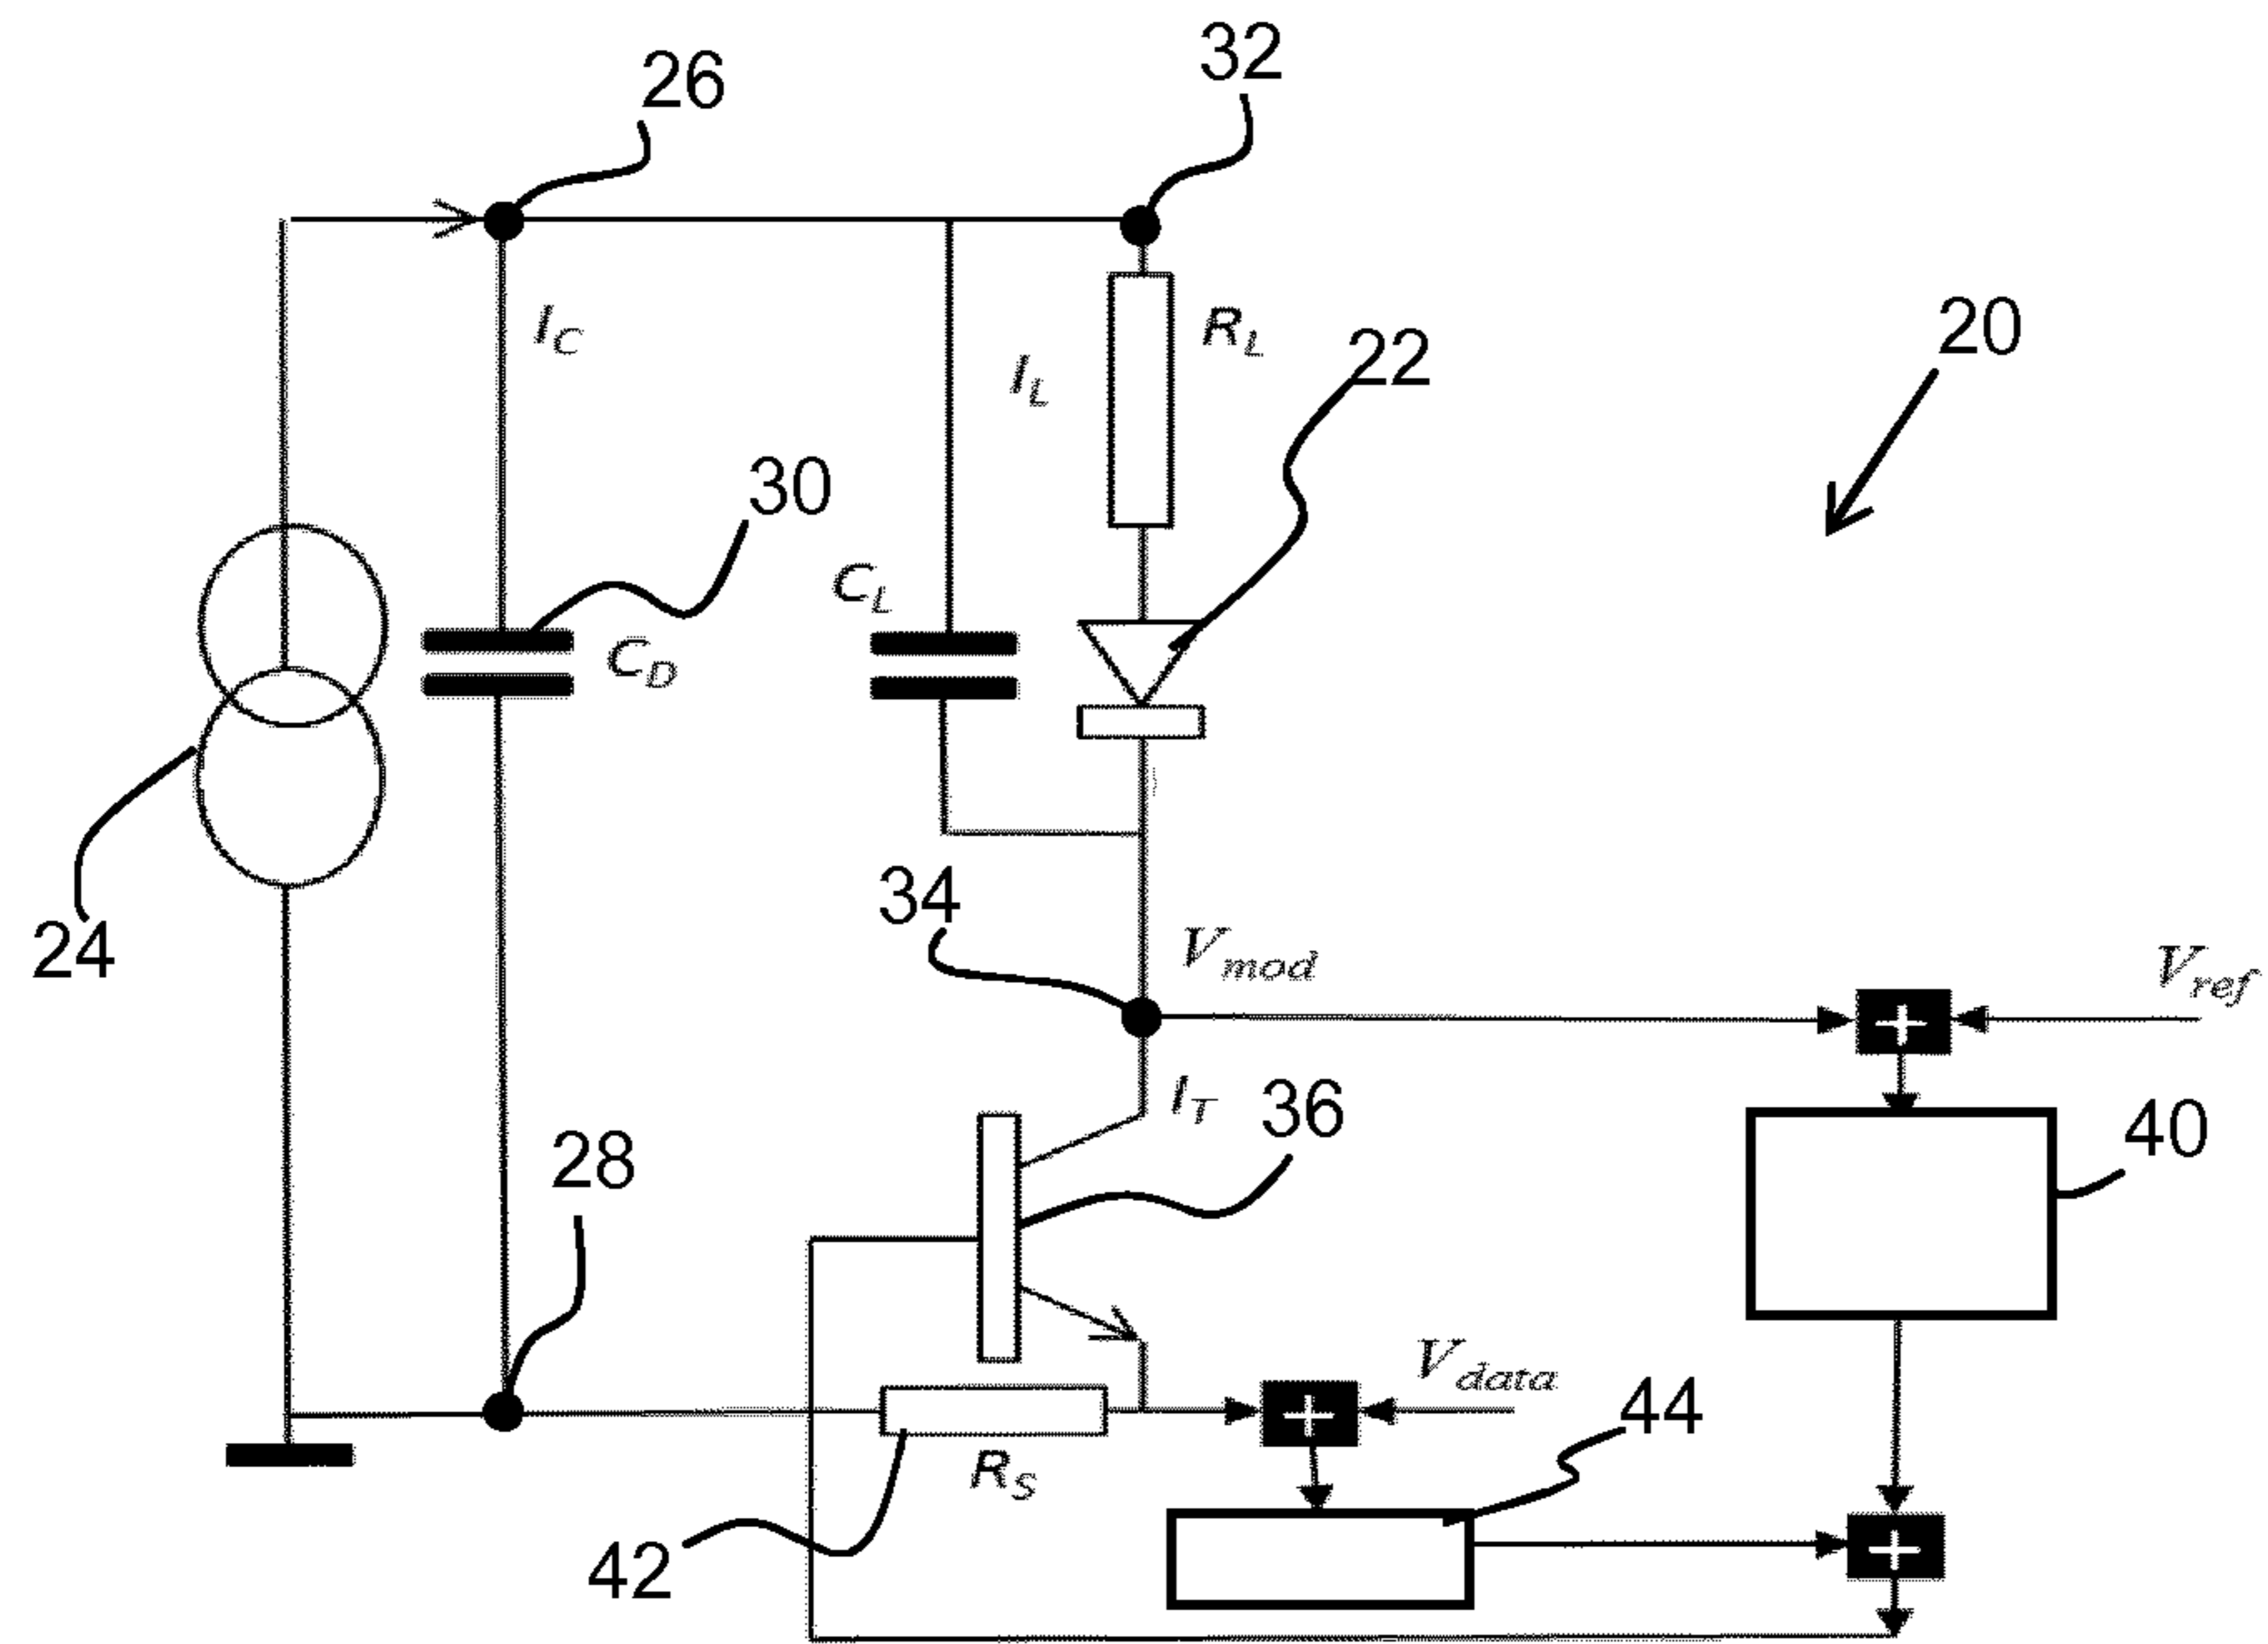 32
26
20
I_C
R_L
22
I_L
30
C_L
C_D
34
24
V_mod
V_ref
I_T
36
40
28
V_data
44
R_S
42